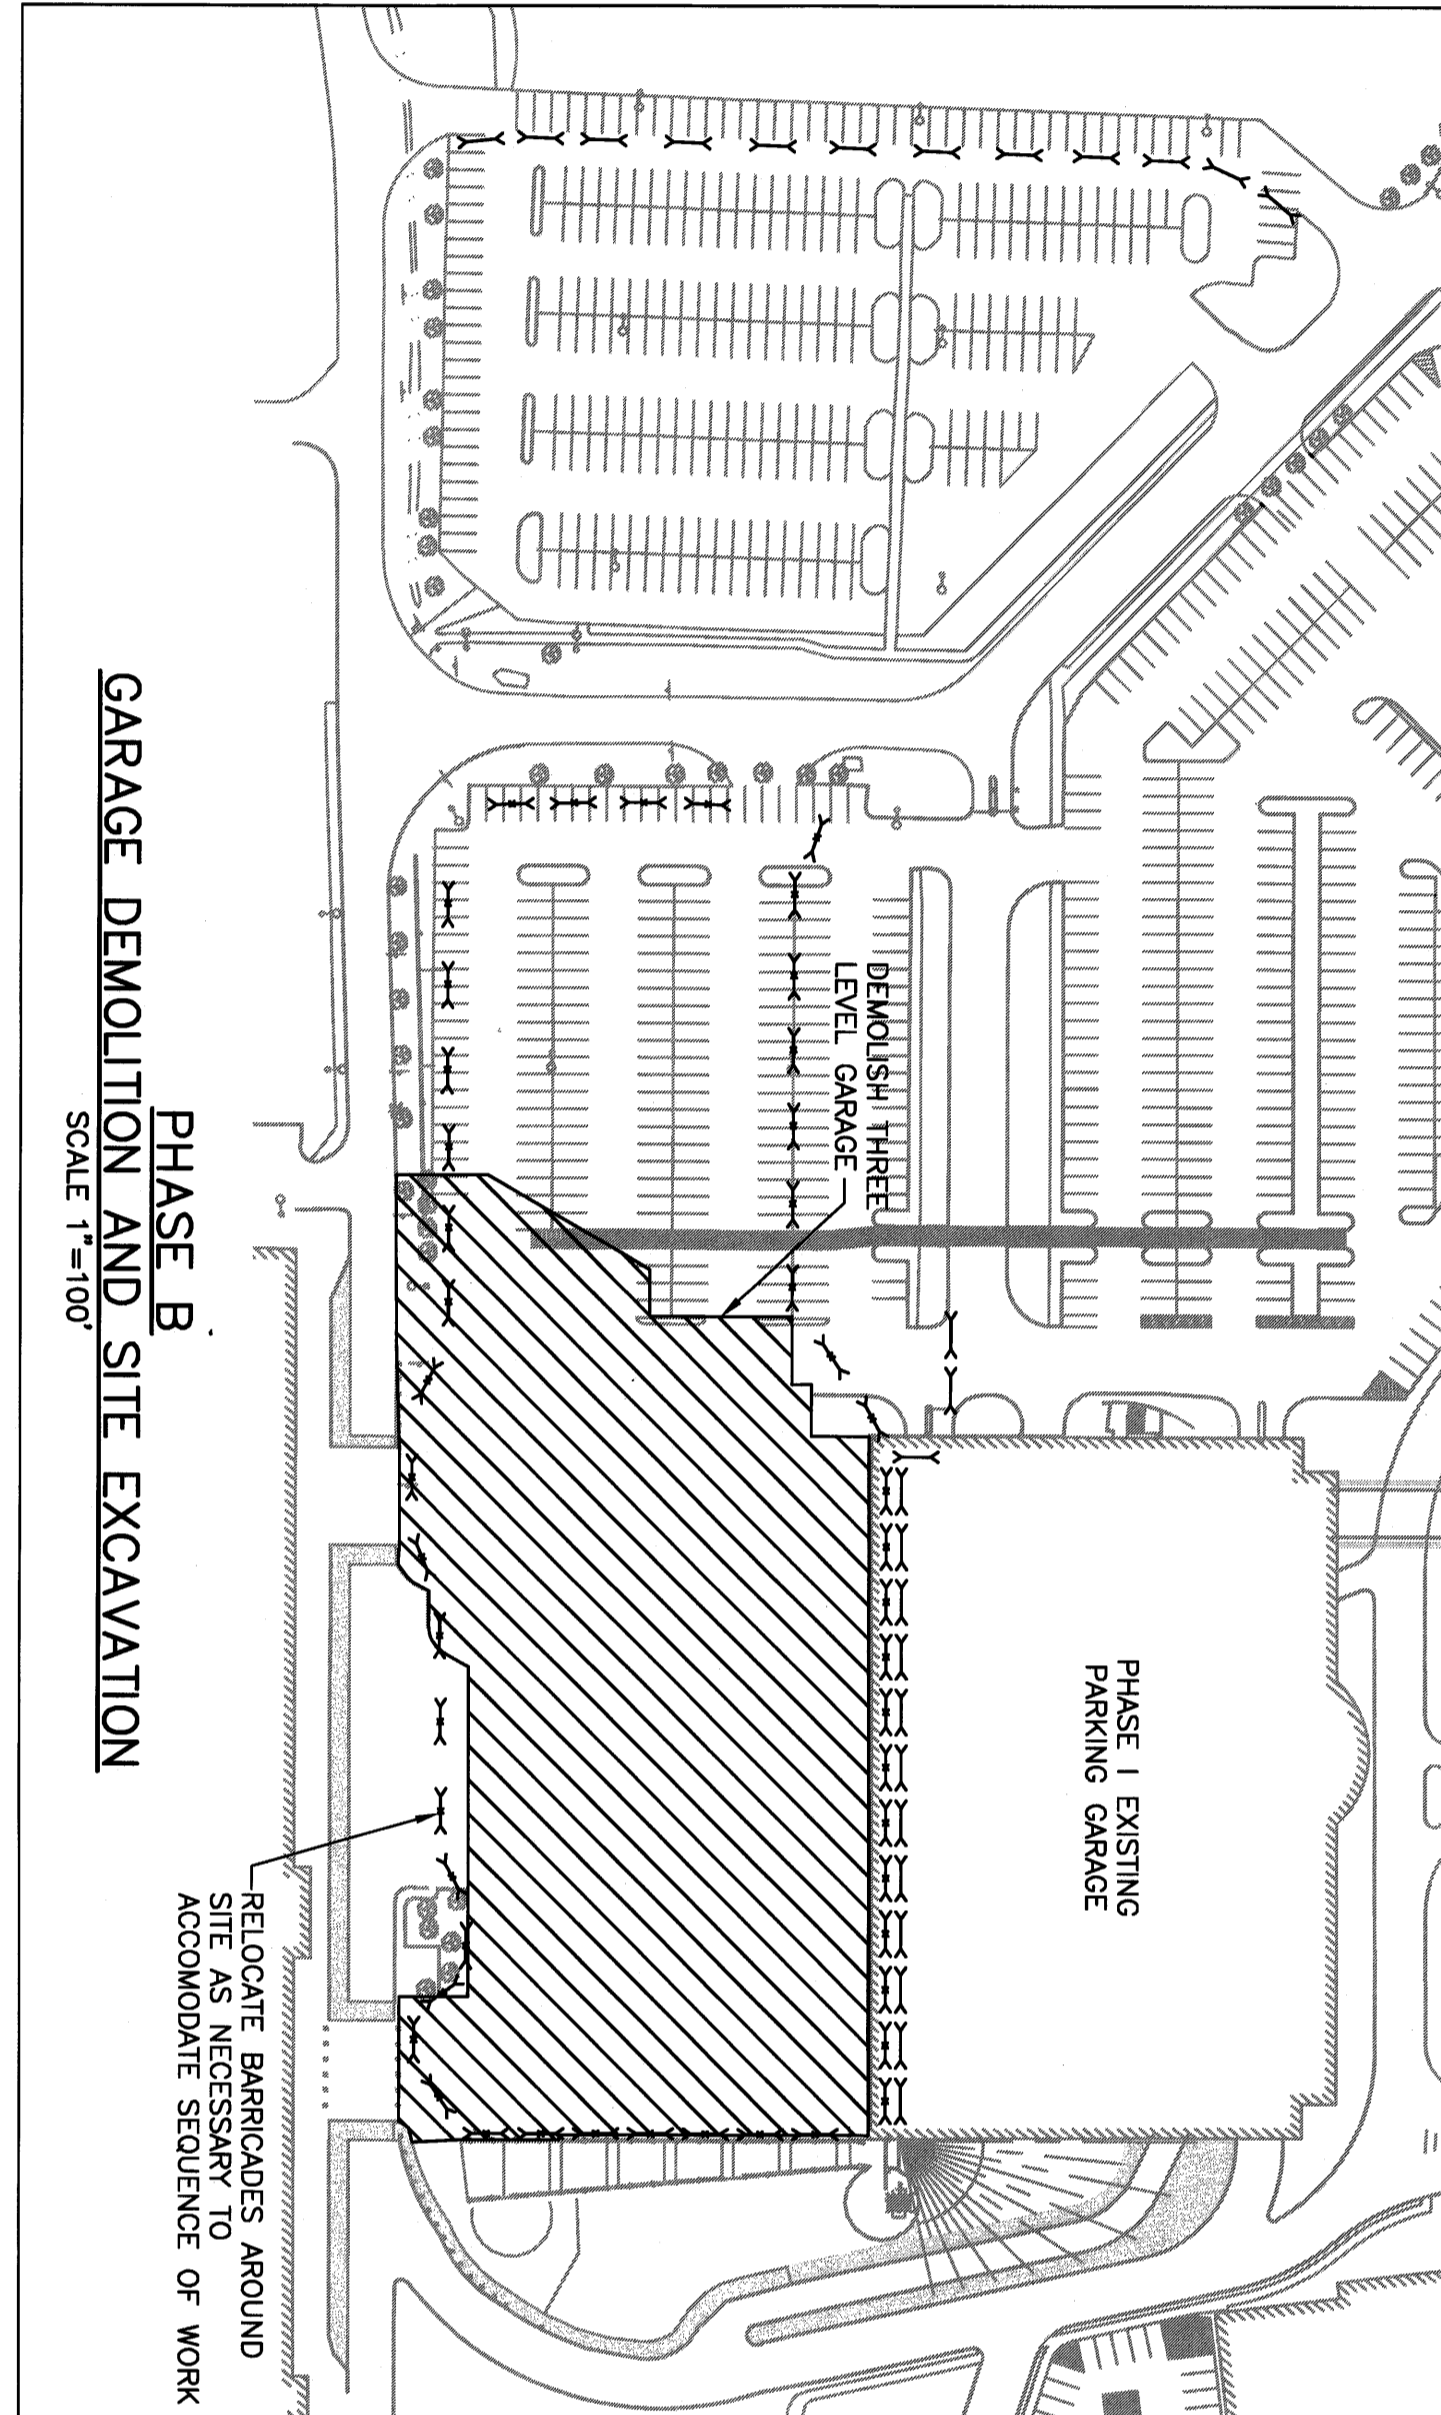 DEMOLISH THREE
LEVEL GARAGE
PHASE I EXISTING
PARKING GARAGE
RELOCATE BARRICADES AROUND
SITE AS NECESSARY TO
ACCOMODATE SEQUENCE OF WORK
PHASE B
GARAGE DEMOLITION AND SITE EXCAVATION
SCALE 1"=100'